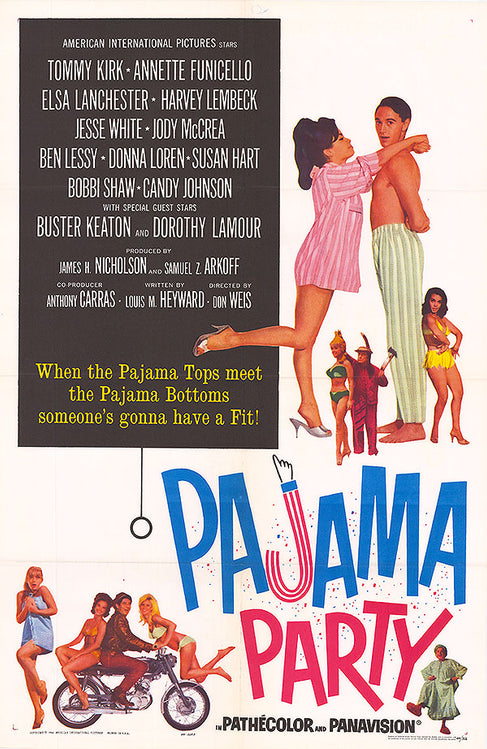 AMERICAN INTERNATIONAL PICTURES STARS
TOMMY KIRK ★ ANNETTE FUNICELLO
ELSA LANCHESTER ★ HARVEY LEMBECK
JESSE WHITE ★ JODY McCREA
BEN LESSY ★ DONNA LOREN ★ SUSAN HART
BOBBI SHAW ★ CANDY JOHNSON
WITH SPECIAL GUEST STARS
BUSTER KEATON AND DOROTHY LAMOUR
PRODUCED BY
JAMES H. NICHOLSON AND SAMUEL Z. ARKOFF
CO PRODUCER WRITTEN BY DIRECTED BY
ANTHONY CARRAS · LOUIS M. HEYWARD · DON WEIS
When the Pajama Tops meet
the Pajama Bottoms
someone's gonna have a Fit!
PAJAMA
PARTY
IN PATHÉCOLOR AND PANAVISION®